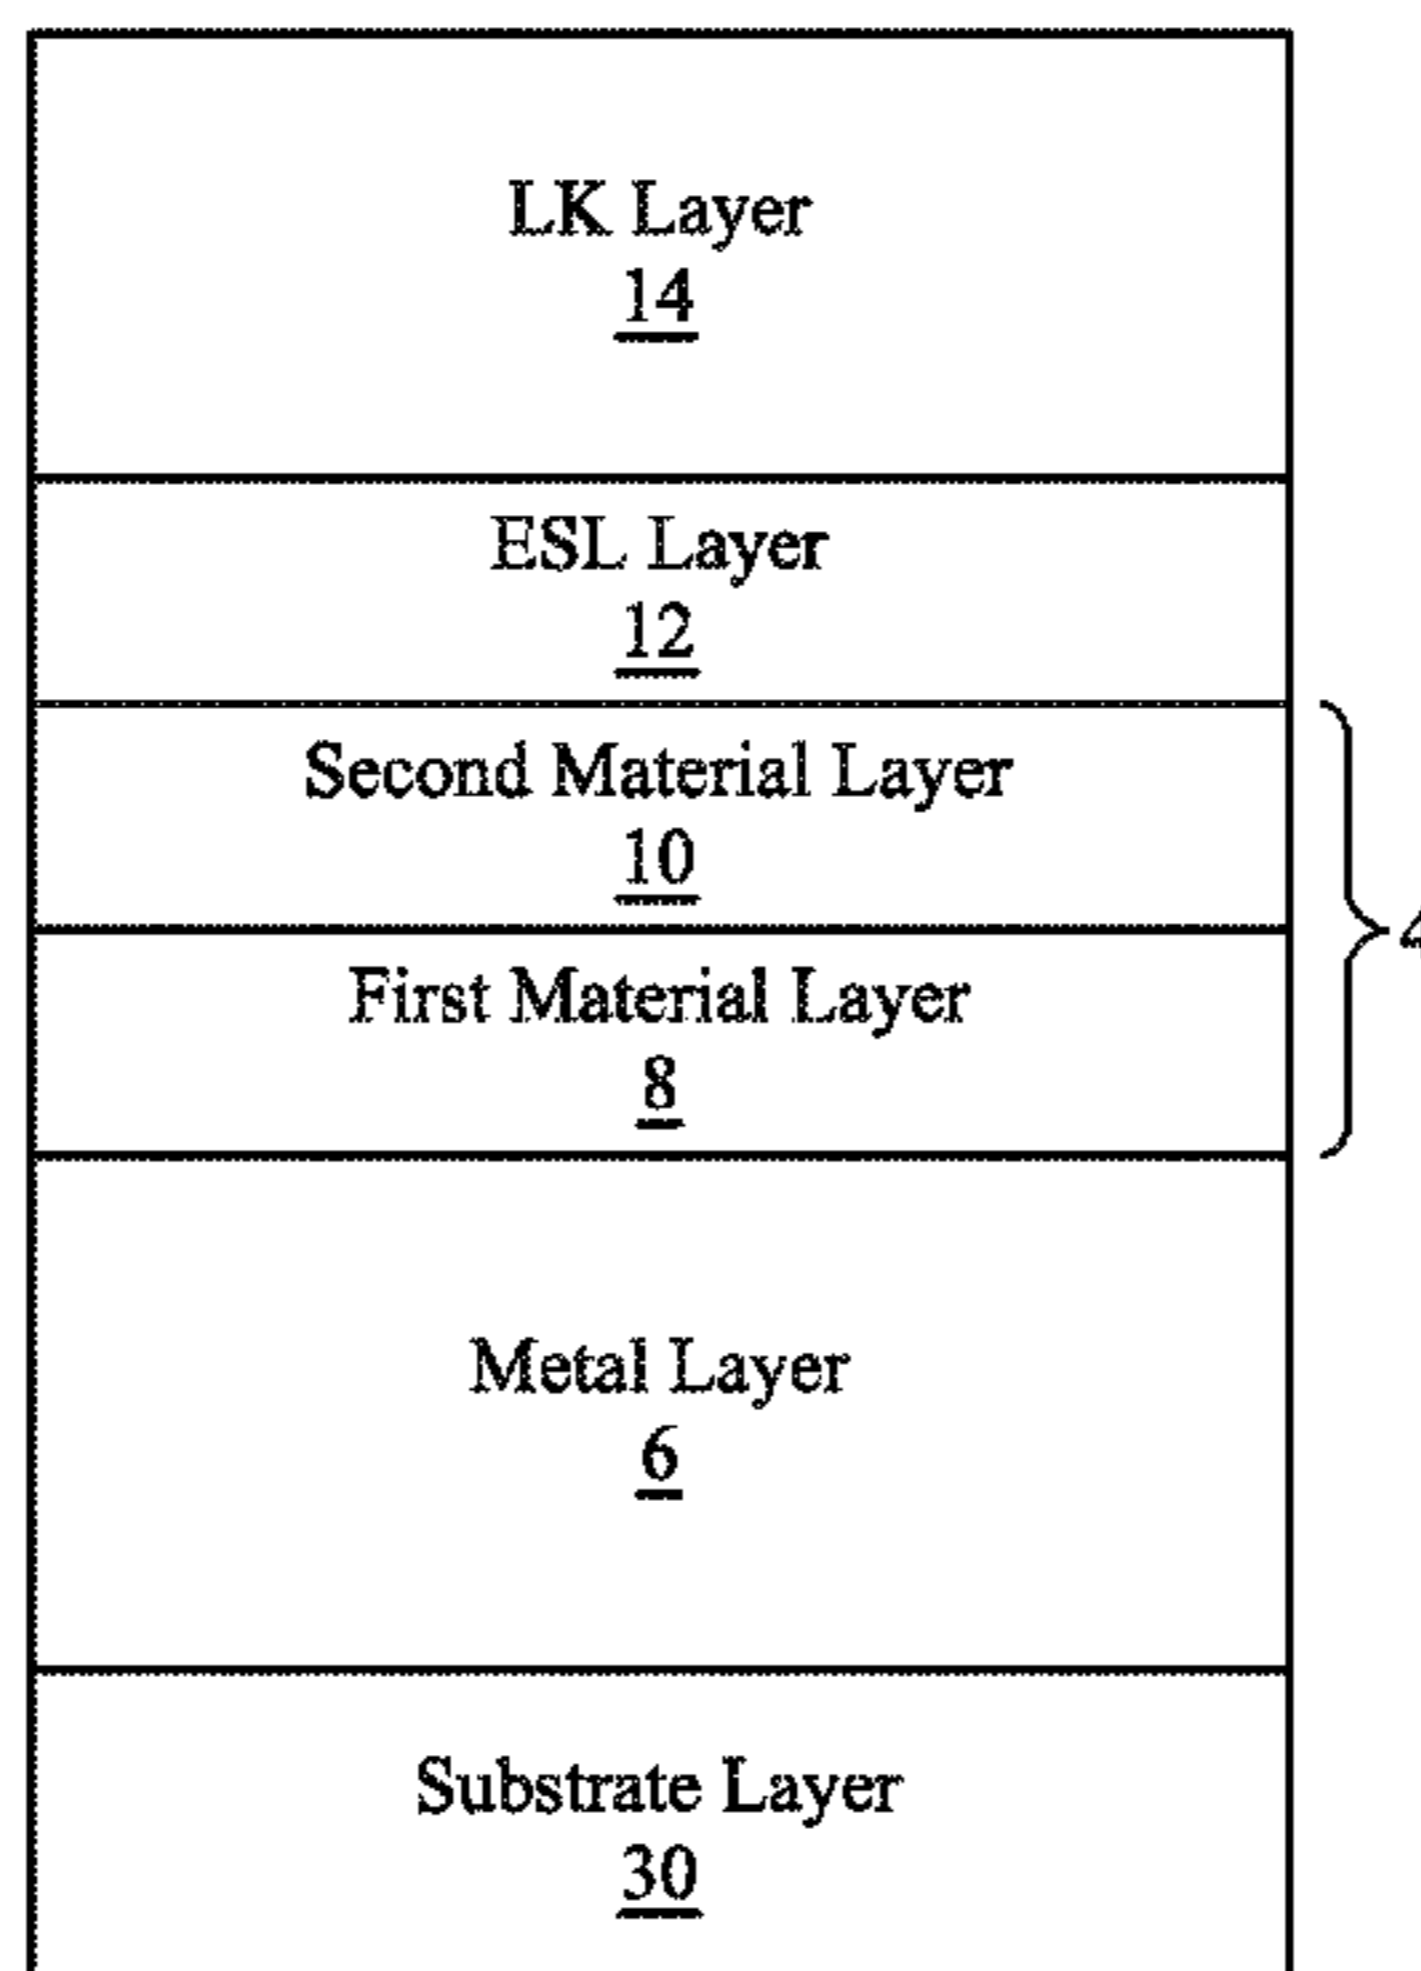 LK Layer
14
ESL Layer
12
Second Material Layer
10
First Material Layer
8
4
Metal Layer
6
Substrate Layer
30